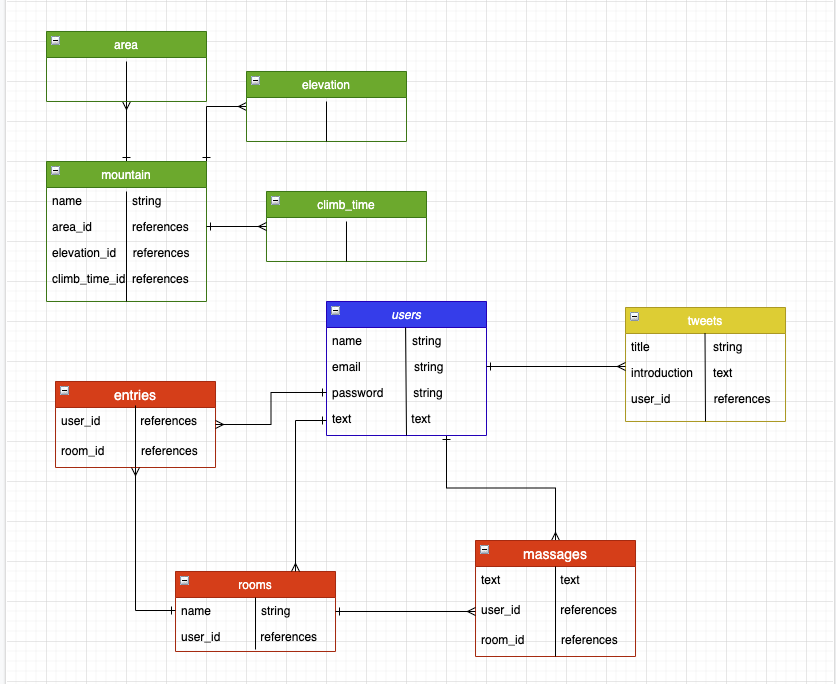 area
elevation
mountain
name string
area_id references
elevation_id references
climb_time_id references
climb_time
users
name string
email string
password string
text text
tweets
title string
introduction text
user_id references
entries
user_id references
room_id references
rooms
name string
user_id references
massages
text text
user_id references
room_id references